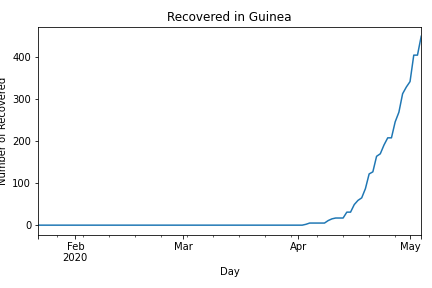 Recovered in Guinea
Number of Recovered
400
300
200
100
0
Feb
2020
Mar
Apr
May
Day